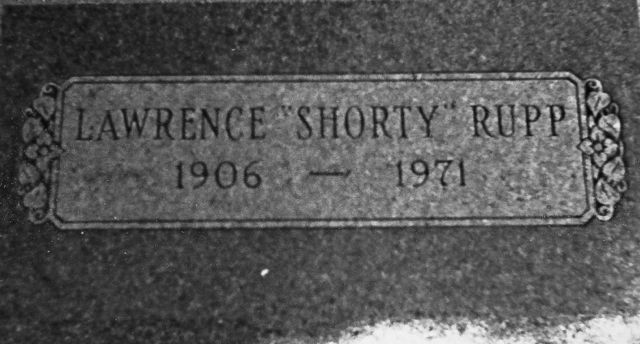 LAWRENCE "SHORTY" RUPP
1906 — 1971